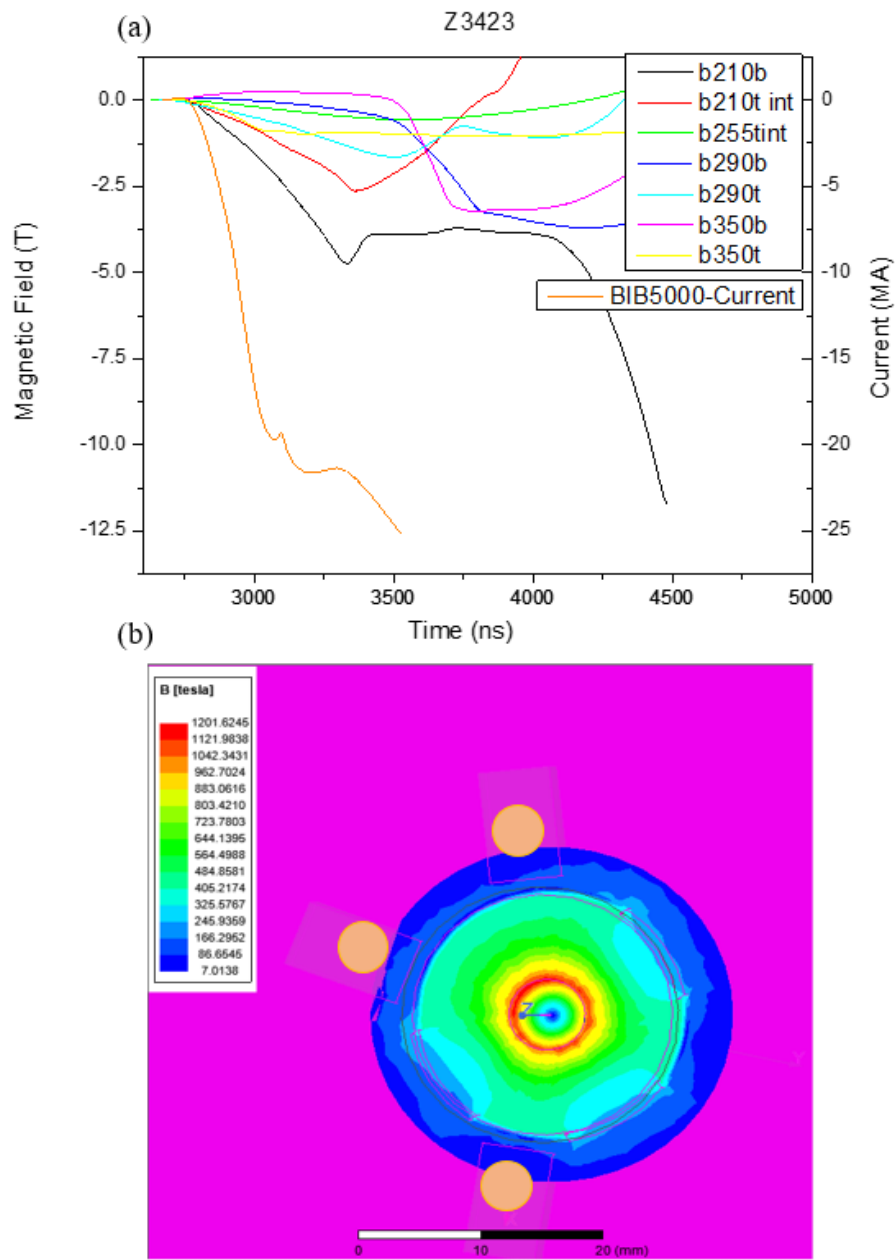 (a)
Z3423
b210b
b210t int
b255tint
b290b
b290t
b350b
b350t
BIB5000-Current
Magnetic Field (T)
0.0
-2.5
-5.0
-7.5
-10.0
-12.5
Current (MA)
0
-5
-10
-15
-20
-25
3000 3500 4000 4500 5000
Time (ns)
(b)
B [tesla]
1201.6245
1121.9838
1042.3431
962.7024
883.0616
803.4210
723.7803
644.1395
564.4988
484.8581
405.2174
325.5767
245.9359
166.2952
86.6545
7.0138
Z
Y
0 10 20 (mm)